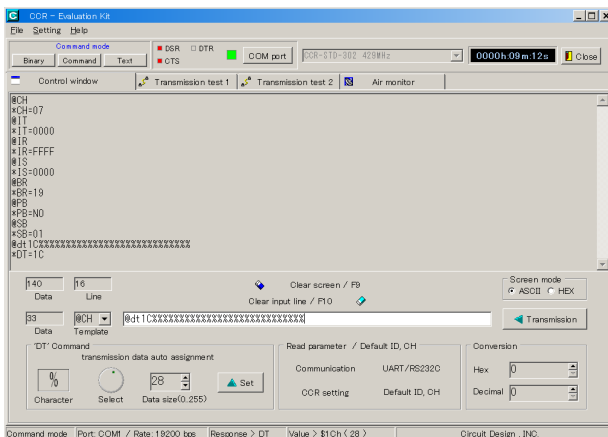 CCR - Evaluation Kit
File Setting Help
Command mode
Binary Command Text
DSR DTR
CTS
COM port
CCR-STD-302 429MHz
0000h:09m:12s
Close
Control window Transmission test 1 Transmission test 2 Air monitor
@CH
*CH=07
@IT
*IT=0000
@IR
*IR=FFFF
@IS
*IS=0000
@BR
*BR=19
@PB
*PB=NO
@SB
*SB=01
@dt1C%%%%%%%%%%%%%%%%%%%%%%%%%%%%
*DT=1C
140 16
Data Line
Clear screen / F9
Clear input line / F10
Screen mode
ASCII HEX
33 @CH @dt1C%%%%%%%%%%%%%%%%%%%%%%%%%%%%
Data Template
Transmission
'DT' Command
transmission data auto assignment
% 28 Set
Character Select Data size(0.255)
Read parameter / Default ID, CH
Communication UART/RS232C
CCR setting Default ID, CH
Conversion
Hex 0
Decimal 0
Command mode Port: COM1 / Rate: 19200 bps Response > DT Value > $1Ch ( 28 ) Circuit Design , INC.